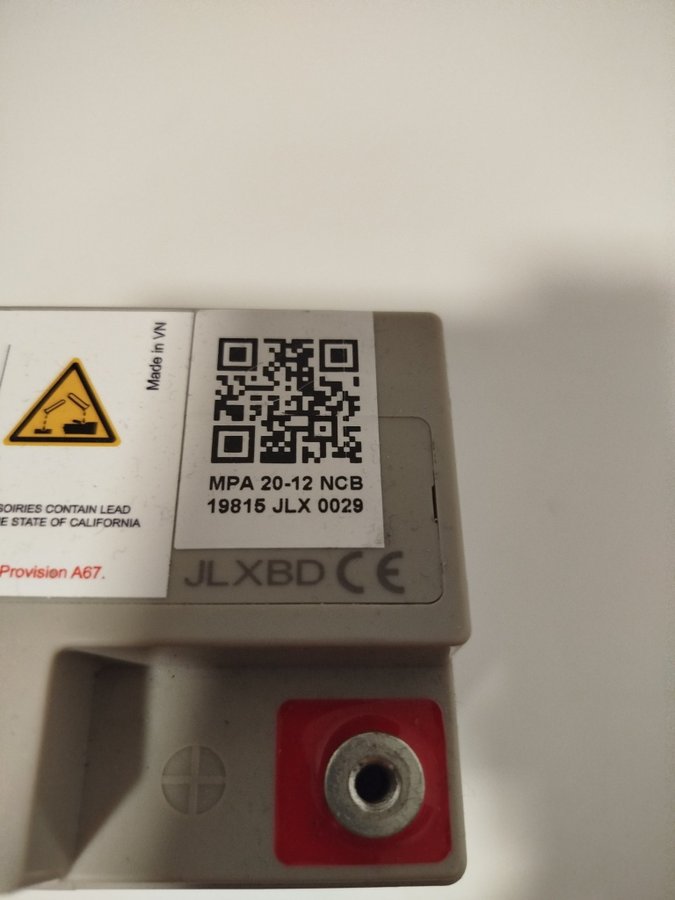 Made in VN
MPA 20-12 NCB
19815 JLX 0029
CONTAIN LEAD
STATE OF CALIFORNIA
Provision A67.
JLXBD CE